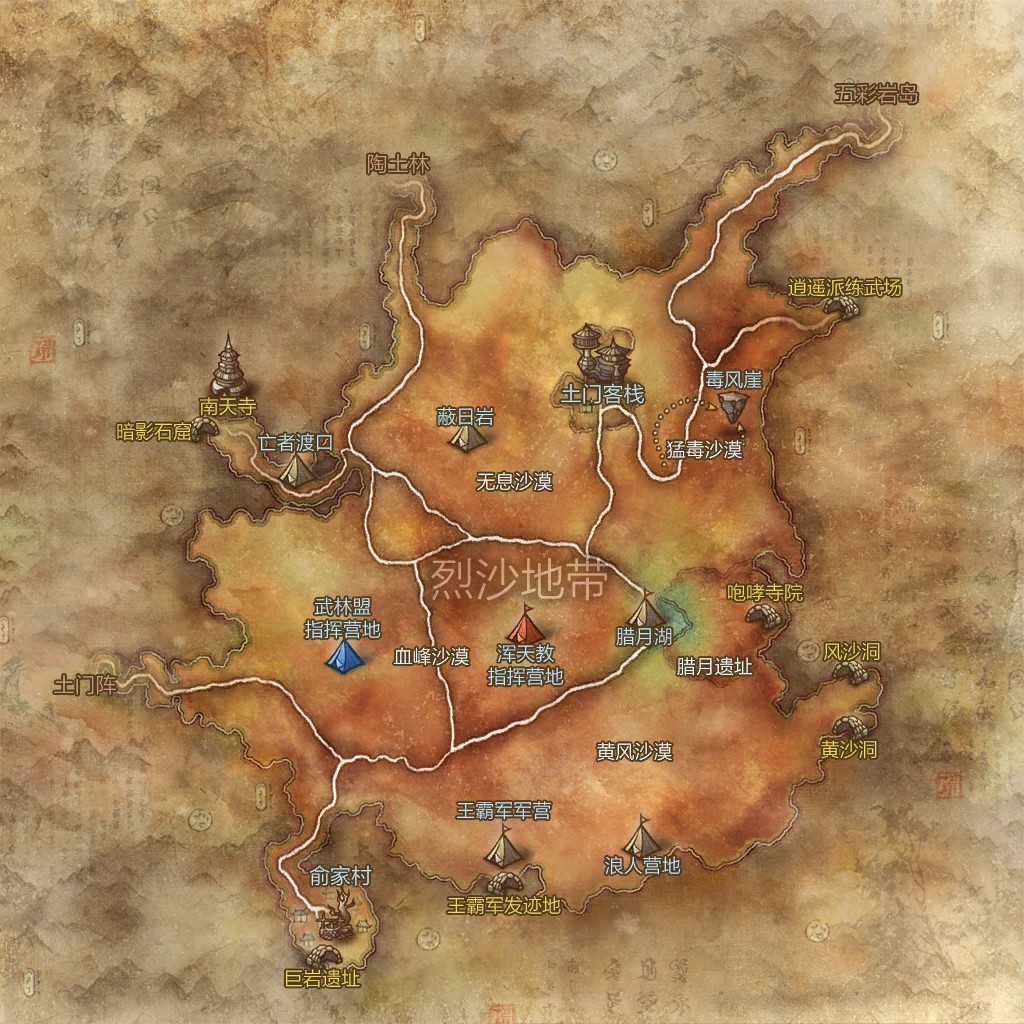 五彩岩岛
陶土林
逍遥派练武场
毒风崖
土门客栈
南天寺
蔽日岩
暗影石窟
亡者渡口
猛毒沙漠
无息沙漠
烈沙地带
咆哮寺院
武林盟
指挥营地
腊月湖
血峰沙漠
浑天教
指挥营地
风沙洞
腊月遗址
土门阵
黄沙洞
黄风沙漠
王霸军军营
浪人营地
俞家村
王霸军发迹地
巨岩遗址